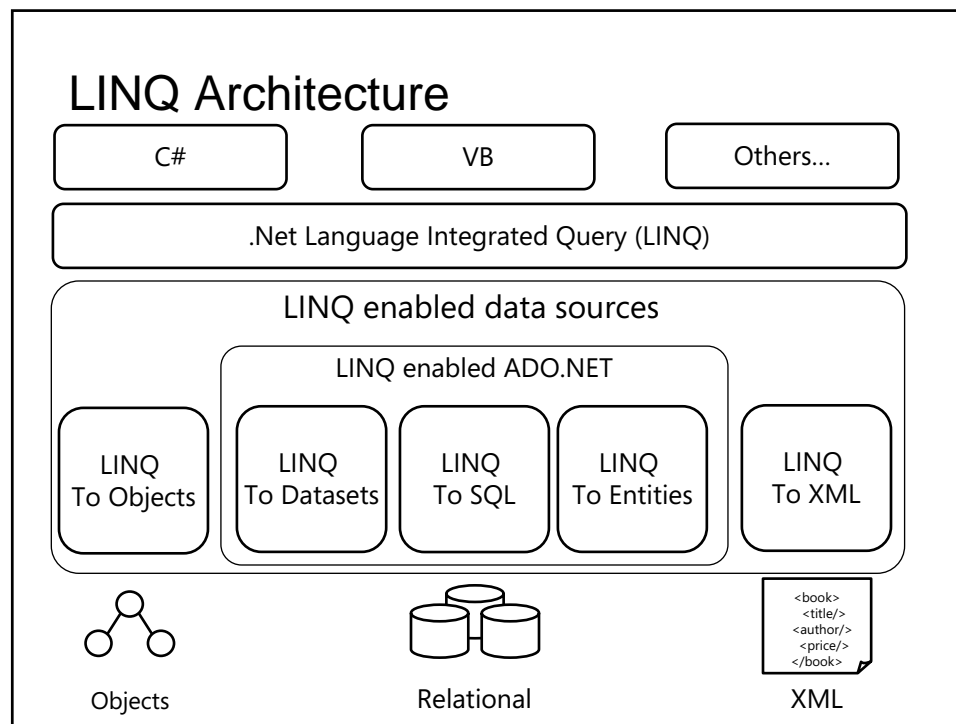 LINQ Architecture
C#
VB
Others...
.Net Language Integrated Query (LINQ)
LINQ enabled data sources
LINQ enabled ADO.NET
LINQ
To Objects
LINQ
To Datasets
LINQ
To SQL
LINQ
To Entities
LINQ
To XML
<book>
<title/>
<author/>
<price/>
</book>
Objects
Relational
XML